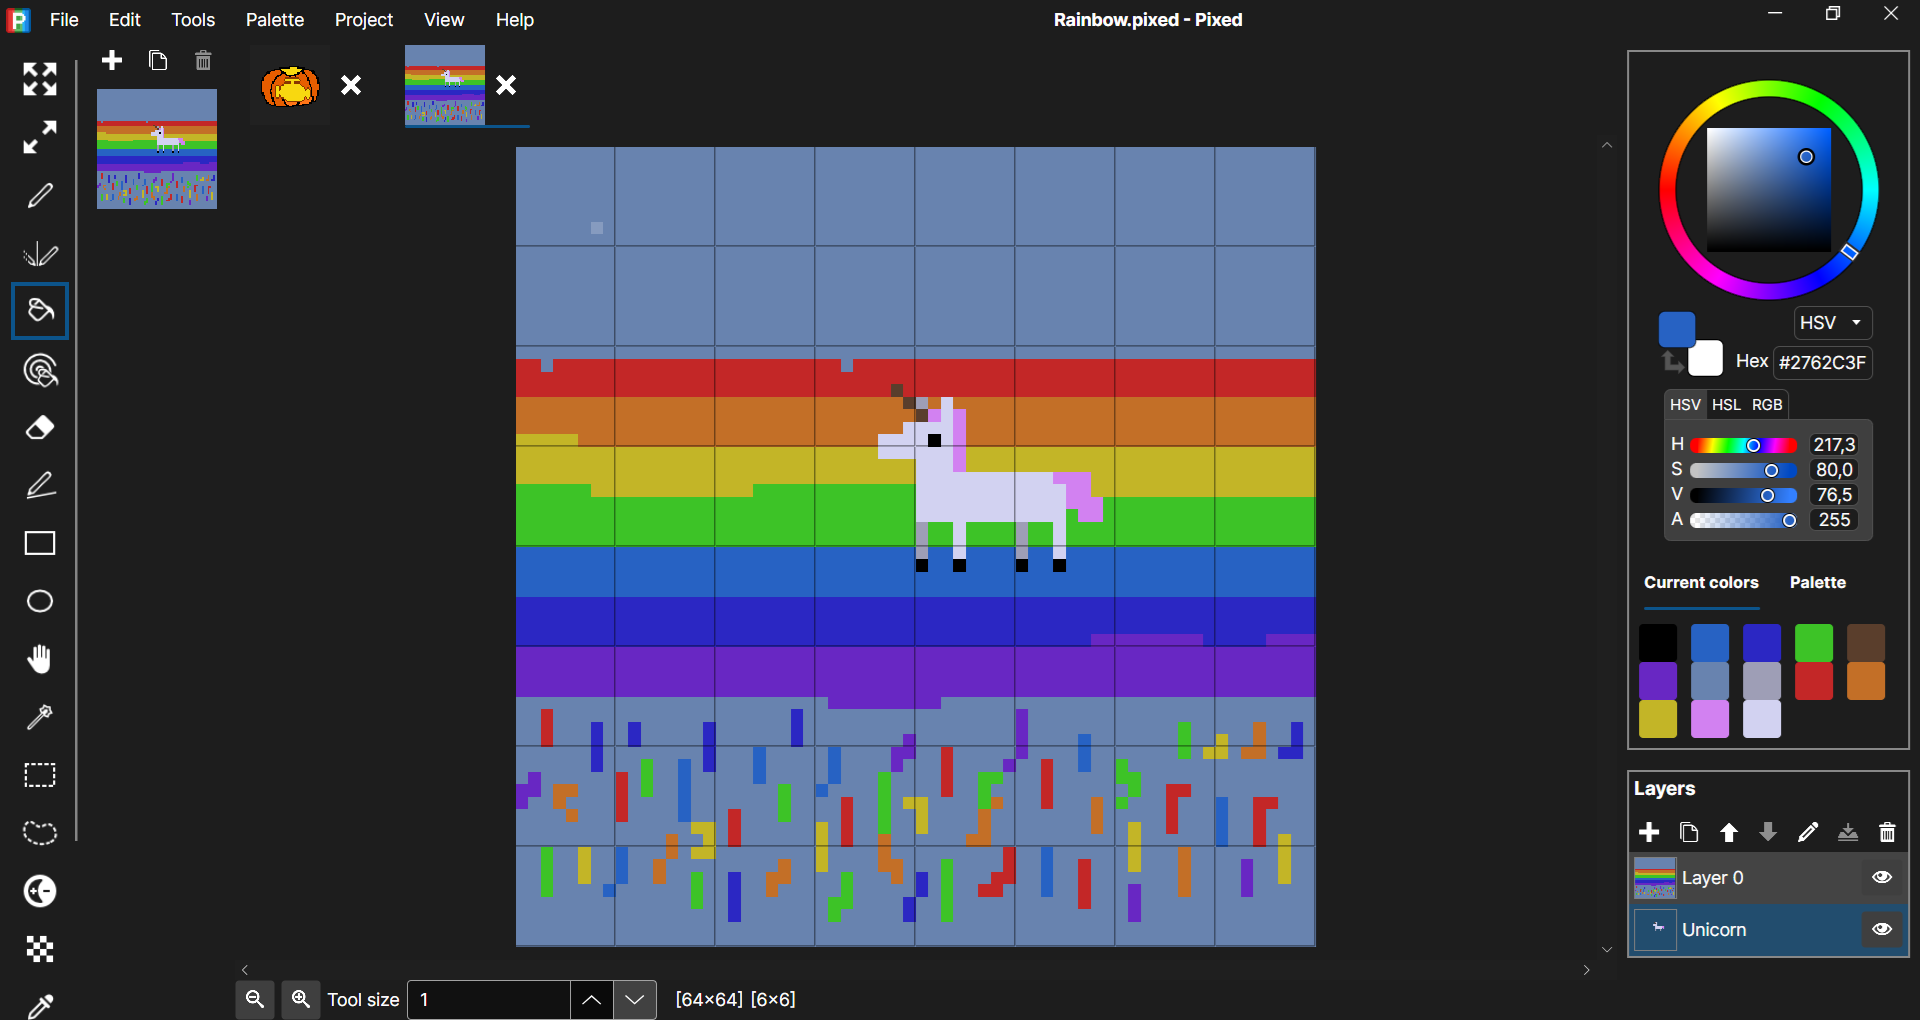 P File Edit Tools Palette Project View Help
Rainbow.pixed - Pixed
HSV
Hex #2762C3F
HSV HSL RGB
H 217,3
S 80,0
V 76,5
A 255
Current colors Palette
Layers
Layer 0
Unicorn
Tool size 1 [64×64] [6×6]